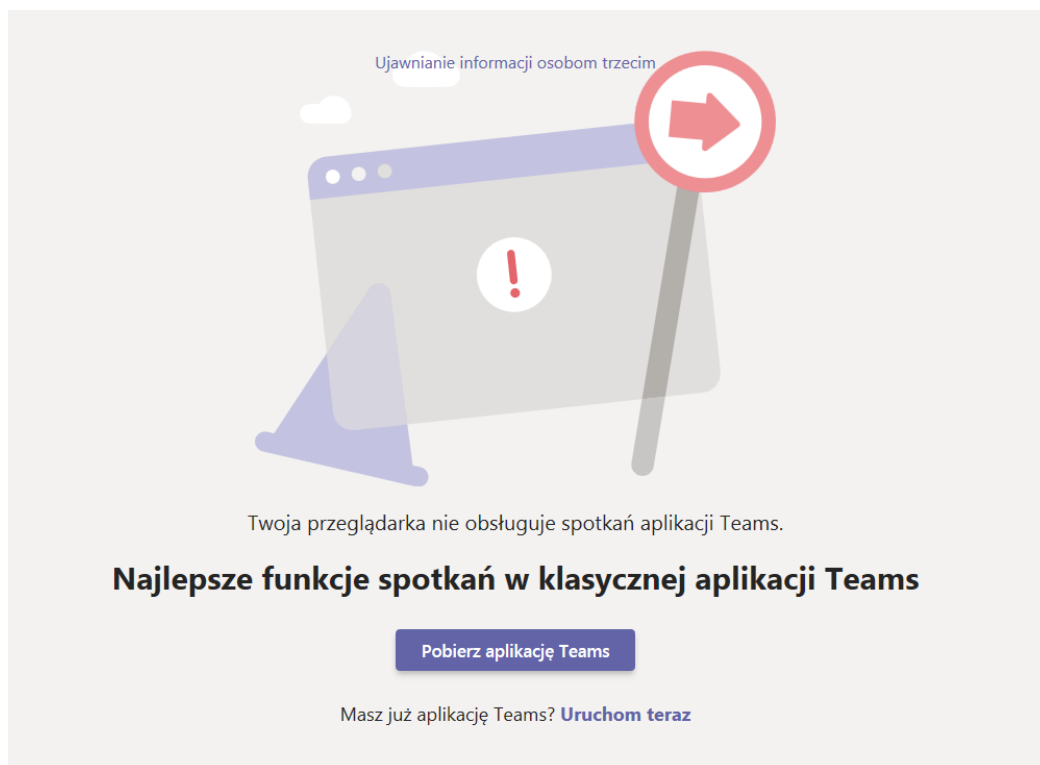 Ujawnianie informacji osobom trzecim
Twoja przeglądarka nie obsługuje spotkań aplikacji Teams.
Najlepsze funkcje spotkań w klasycznej aplikacji Teams
Pobierz aplikację Teams
Masz już aplikację Teams? Uruchom teraz